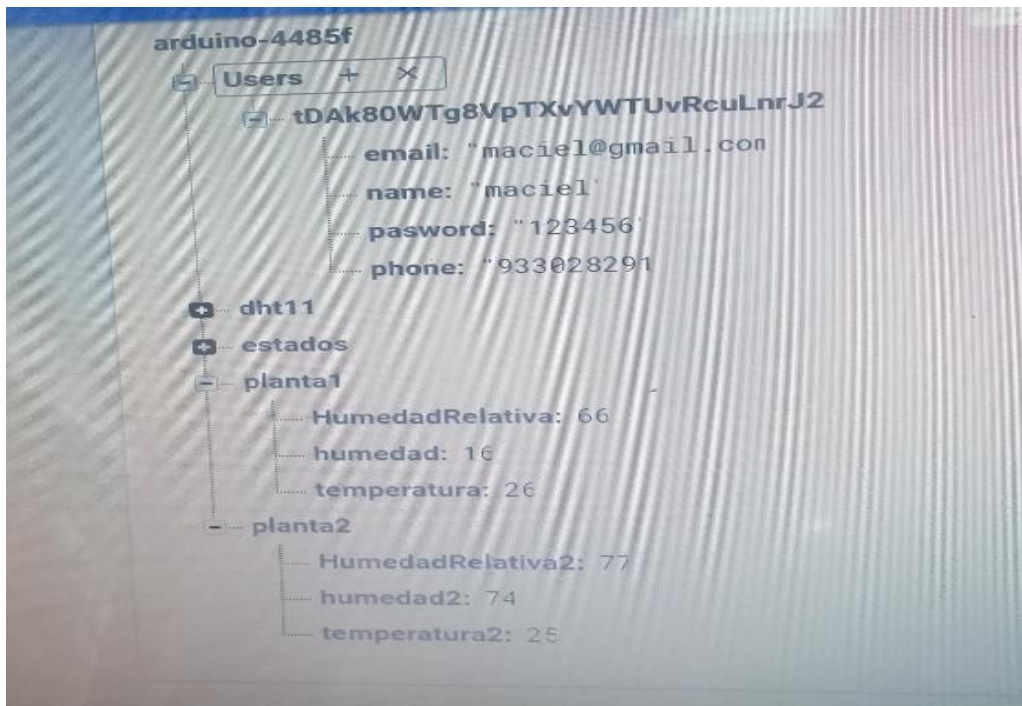 arduino-4485f
Users + ×
tDAk80WTg8VpTXvYWTUvRcuLnrJ2
email: "maciel@gmail.con
name: "maciel"
pasword: "123456"
phone: "933028291
dht11
estados
planta1
HumedadRelativa: 66
humedad: 16
temperatura: 26
planta2
HumedadRelativa2: 77
humedad2: 74
temperatura2: 25